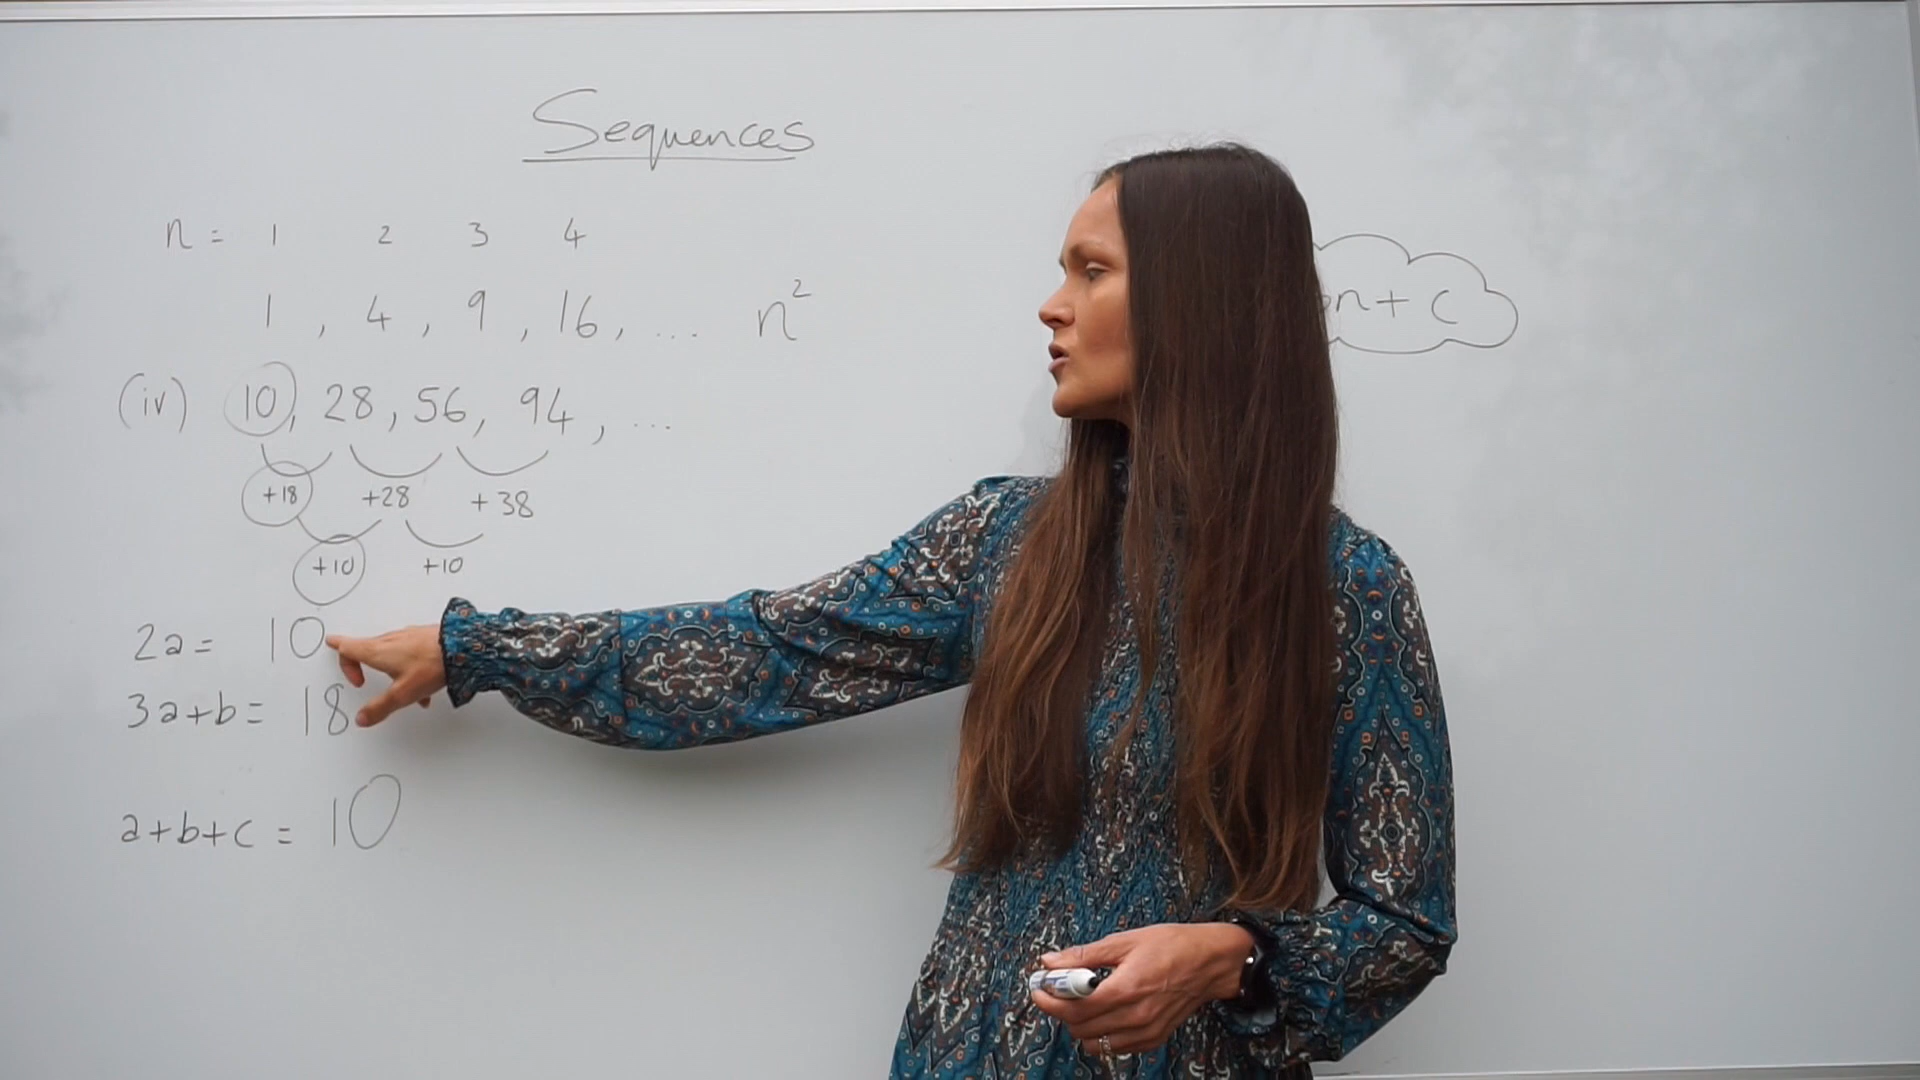 Sequences
n = 1 2 3 4
1 , 4 , 9 , 16 , ... n²
n + c
(iv) 10, 28, 56, 94, ...
+18 +28 +38
+10 +10
2a = 10
3a+b = 18
a+b+c = 10